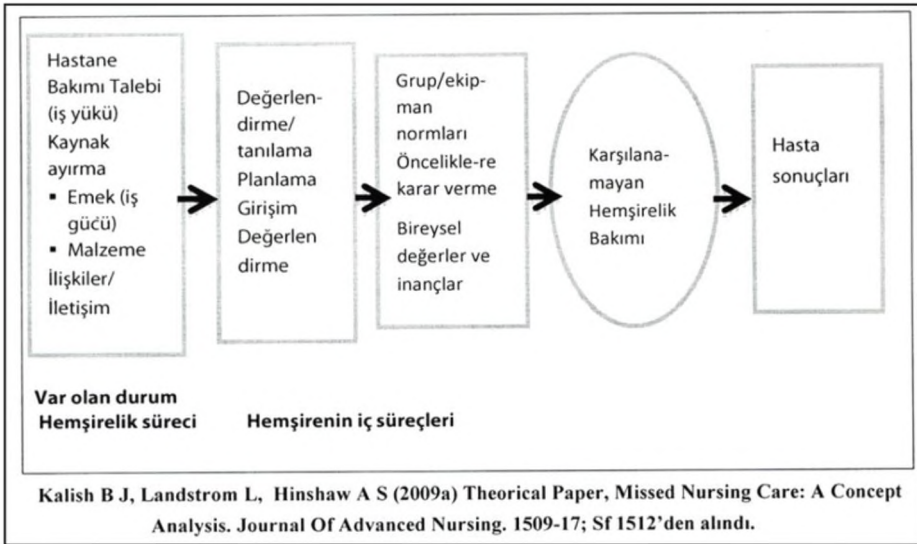 Hastane
Bakımı Talebi
(iş yükü)
Kaynak
ayırma
▪ Emek (iş
gücü)
▪ Malzeme
İlişkiler/
İletişim
Değerlen-
dirme/
tanılama
Planlama
Girişim
Değerlen
dirme
Grup/ekip-
man
normları
Öncelikle-re
karar verme
Bireysel
değerler ve
inançlar
Karşılana-
mayan
Hemşirelik
Bakımı
Hasta
sonuçları
Var olan durum
Hemşirelik süreci
Hemşirenin iç süreçleri
Kalish B J, Landstrom L, Hinshaw A S (2009a) Theorical Paper, Missed Nursing Care: A Concept
Analysis. Journal Of Advanced Nursing. 1509-17; Sf 1512'den alındı.